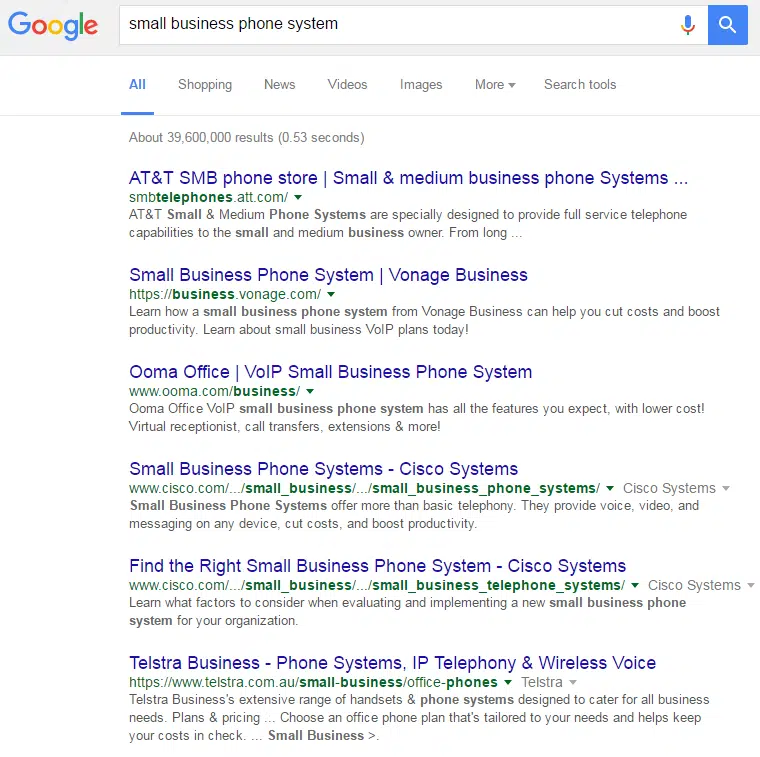 Google
small business phone system
All Shopping News Videos Images More Search tools
About 39,600,000 results (0.53 seconds)
AT&T SMB phone store | Small & medium business phone Systems ...
smbtelephones.att.com/
AT&T Small & Medium Phone Systems are specially designed to provide full service telephone
capabilities to the small and medium business owner. From long ...
Small Business Phone System | Vonage Business
https://business.vonage.com/
Learn how a small business phone system from Vonage Business can help you cut costs and boost
productivity. Learn about small business VoIP plans today!
Ooma Office | VoIP Small Business Phone System
www.ooma.com/business/
Ooma Office VoIP small business phone system has all the features you expect, with lower cost!
Virtual receptionist, call transfers, extensions & more!
Small Business Phone Systems - Cisco Systems
www.cisco.com/.../small_business/.../small_business_phone_systems/ Cisco Systems
Small Business Phone Systems offer more than basic telephony. They provide voice, video, and
messaging on any device, cut costs, and boost productivity.
Find the Right Small Business Phone System - Cisco Systems
www.cisco.com/.../small_business/.../small_business_telephone_systems/ Cisco Systems
Learn what factors to consider when evaluating and implementing a new small business phone
system for your organization.
Telstra Business - Phone Systems, IP Telephony & Wireless Voice
https://www.telstra.com.au/small-business/office-phones Telstra
Telstra Business's extensive range of handsets & phone systems designed to cater for all business
needs. Plans & pricing ... Choose an office phone plan that's tailored to your needs and helps keep
your costs in check. ... Small Business >.